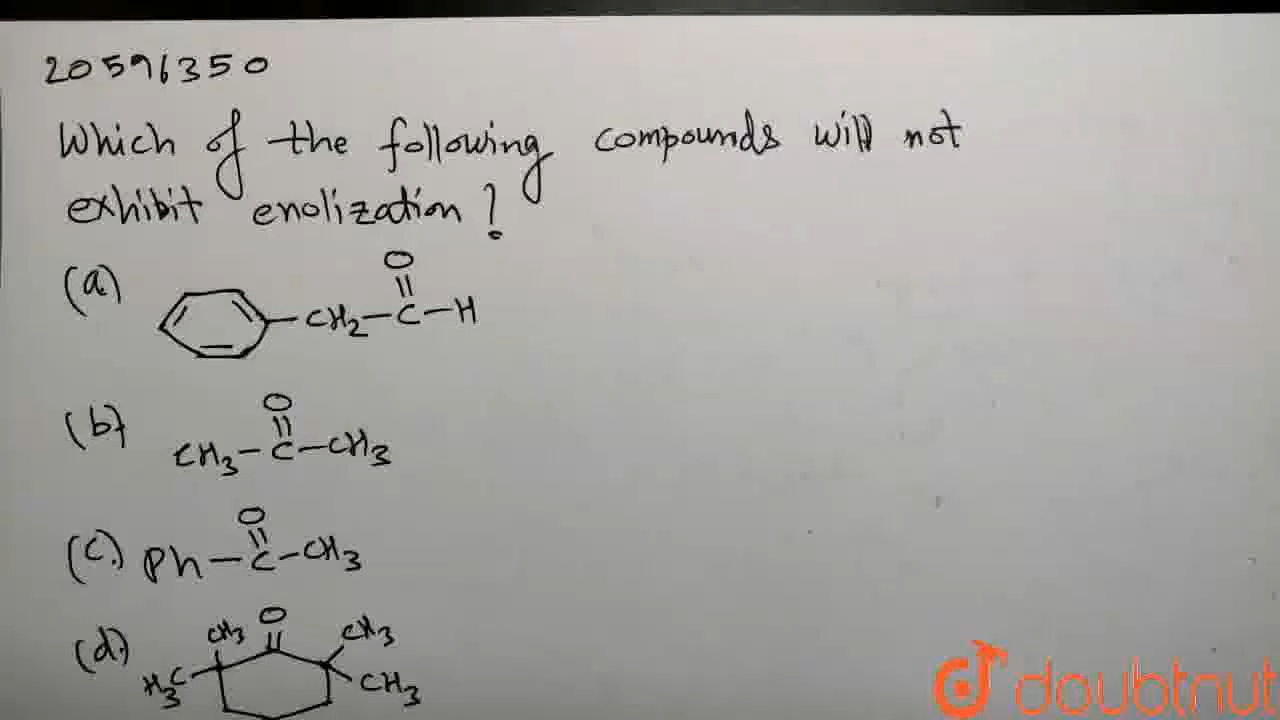 20596350
Which of the following compounds will not
exhibit enolization?
(a)
O
CH2-C-H
(b)
O
CH3-C-CH3
(c.)
O
Ph-C-CH3
(d.)
CH3 O CH3
H3C CH3
doubtnut